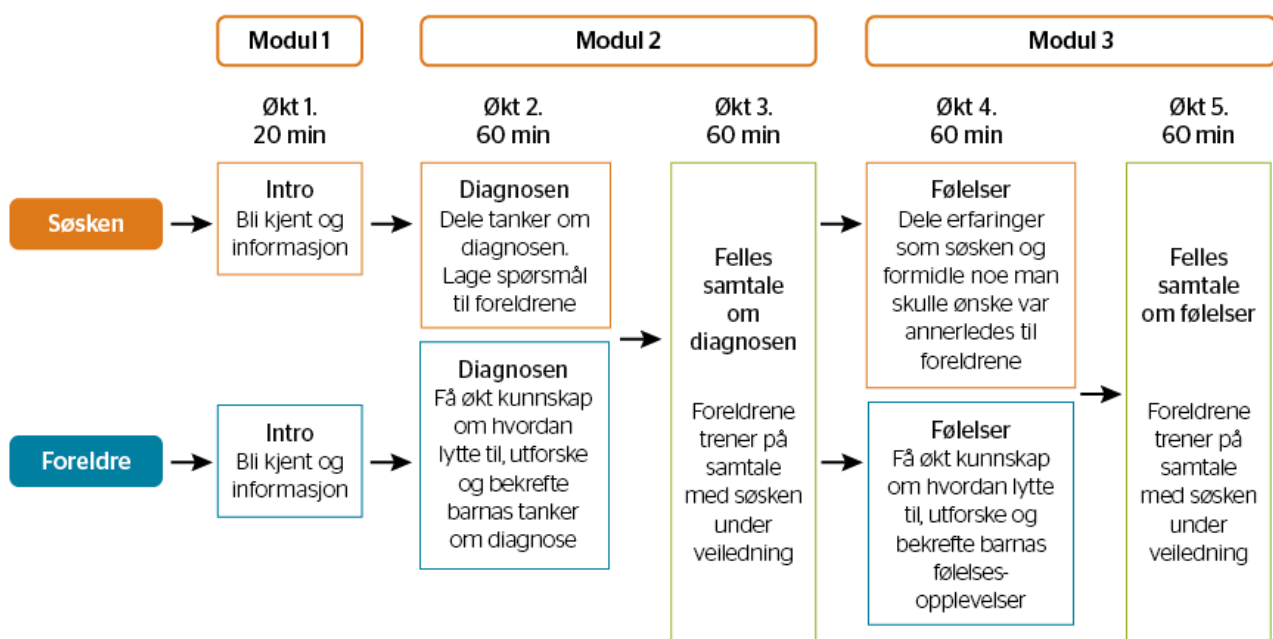 Modul 1
Modul 2
Modul 3
Økt 1.
20 min
Økt 2.
60 min
Økt 3.
60 min
Økt 4.
60 min
Økt 5.
60 min
Søsken
Intro
Bli kjent og
informasjon
Diagnosen
Dele tanker om
diagnosen.
Lage spørsmål
til foreldrene
Foreldre
Intro
Bli kjent og
informasjon
Diagnosen
Få økt kunnskap
om hvordan
lytte til, utforske
og bekrefte
barnas tanker
om diagnose
Felles
samtale
om
diagnosen
Foreldrene
trener på
samtale
med søsken
under
veiledning
Følelser
Dele erfaringer
som søsken og
formidle noe man
skulle ønske var
annerledes til
foreldrene
Følelser
Få økt kunnskap
om hvordan lytte
til, utforske og
bekrefte barnas
følelses-
opplevelser
Felles
samtale
om følelser
Foreldrene
trener på
samtale
med søsken
under
veiledning